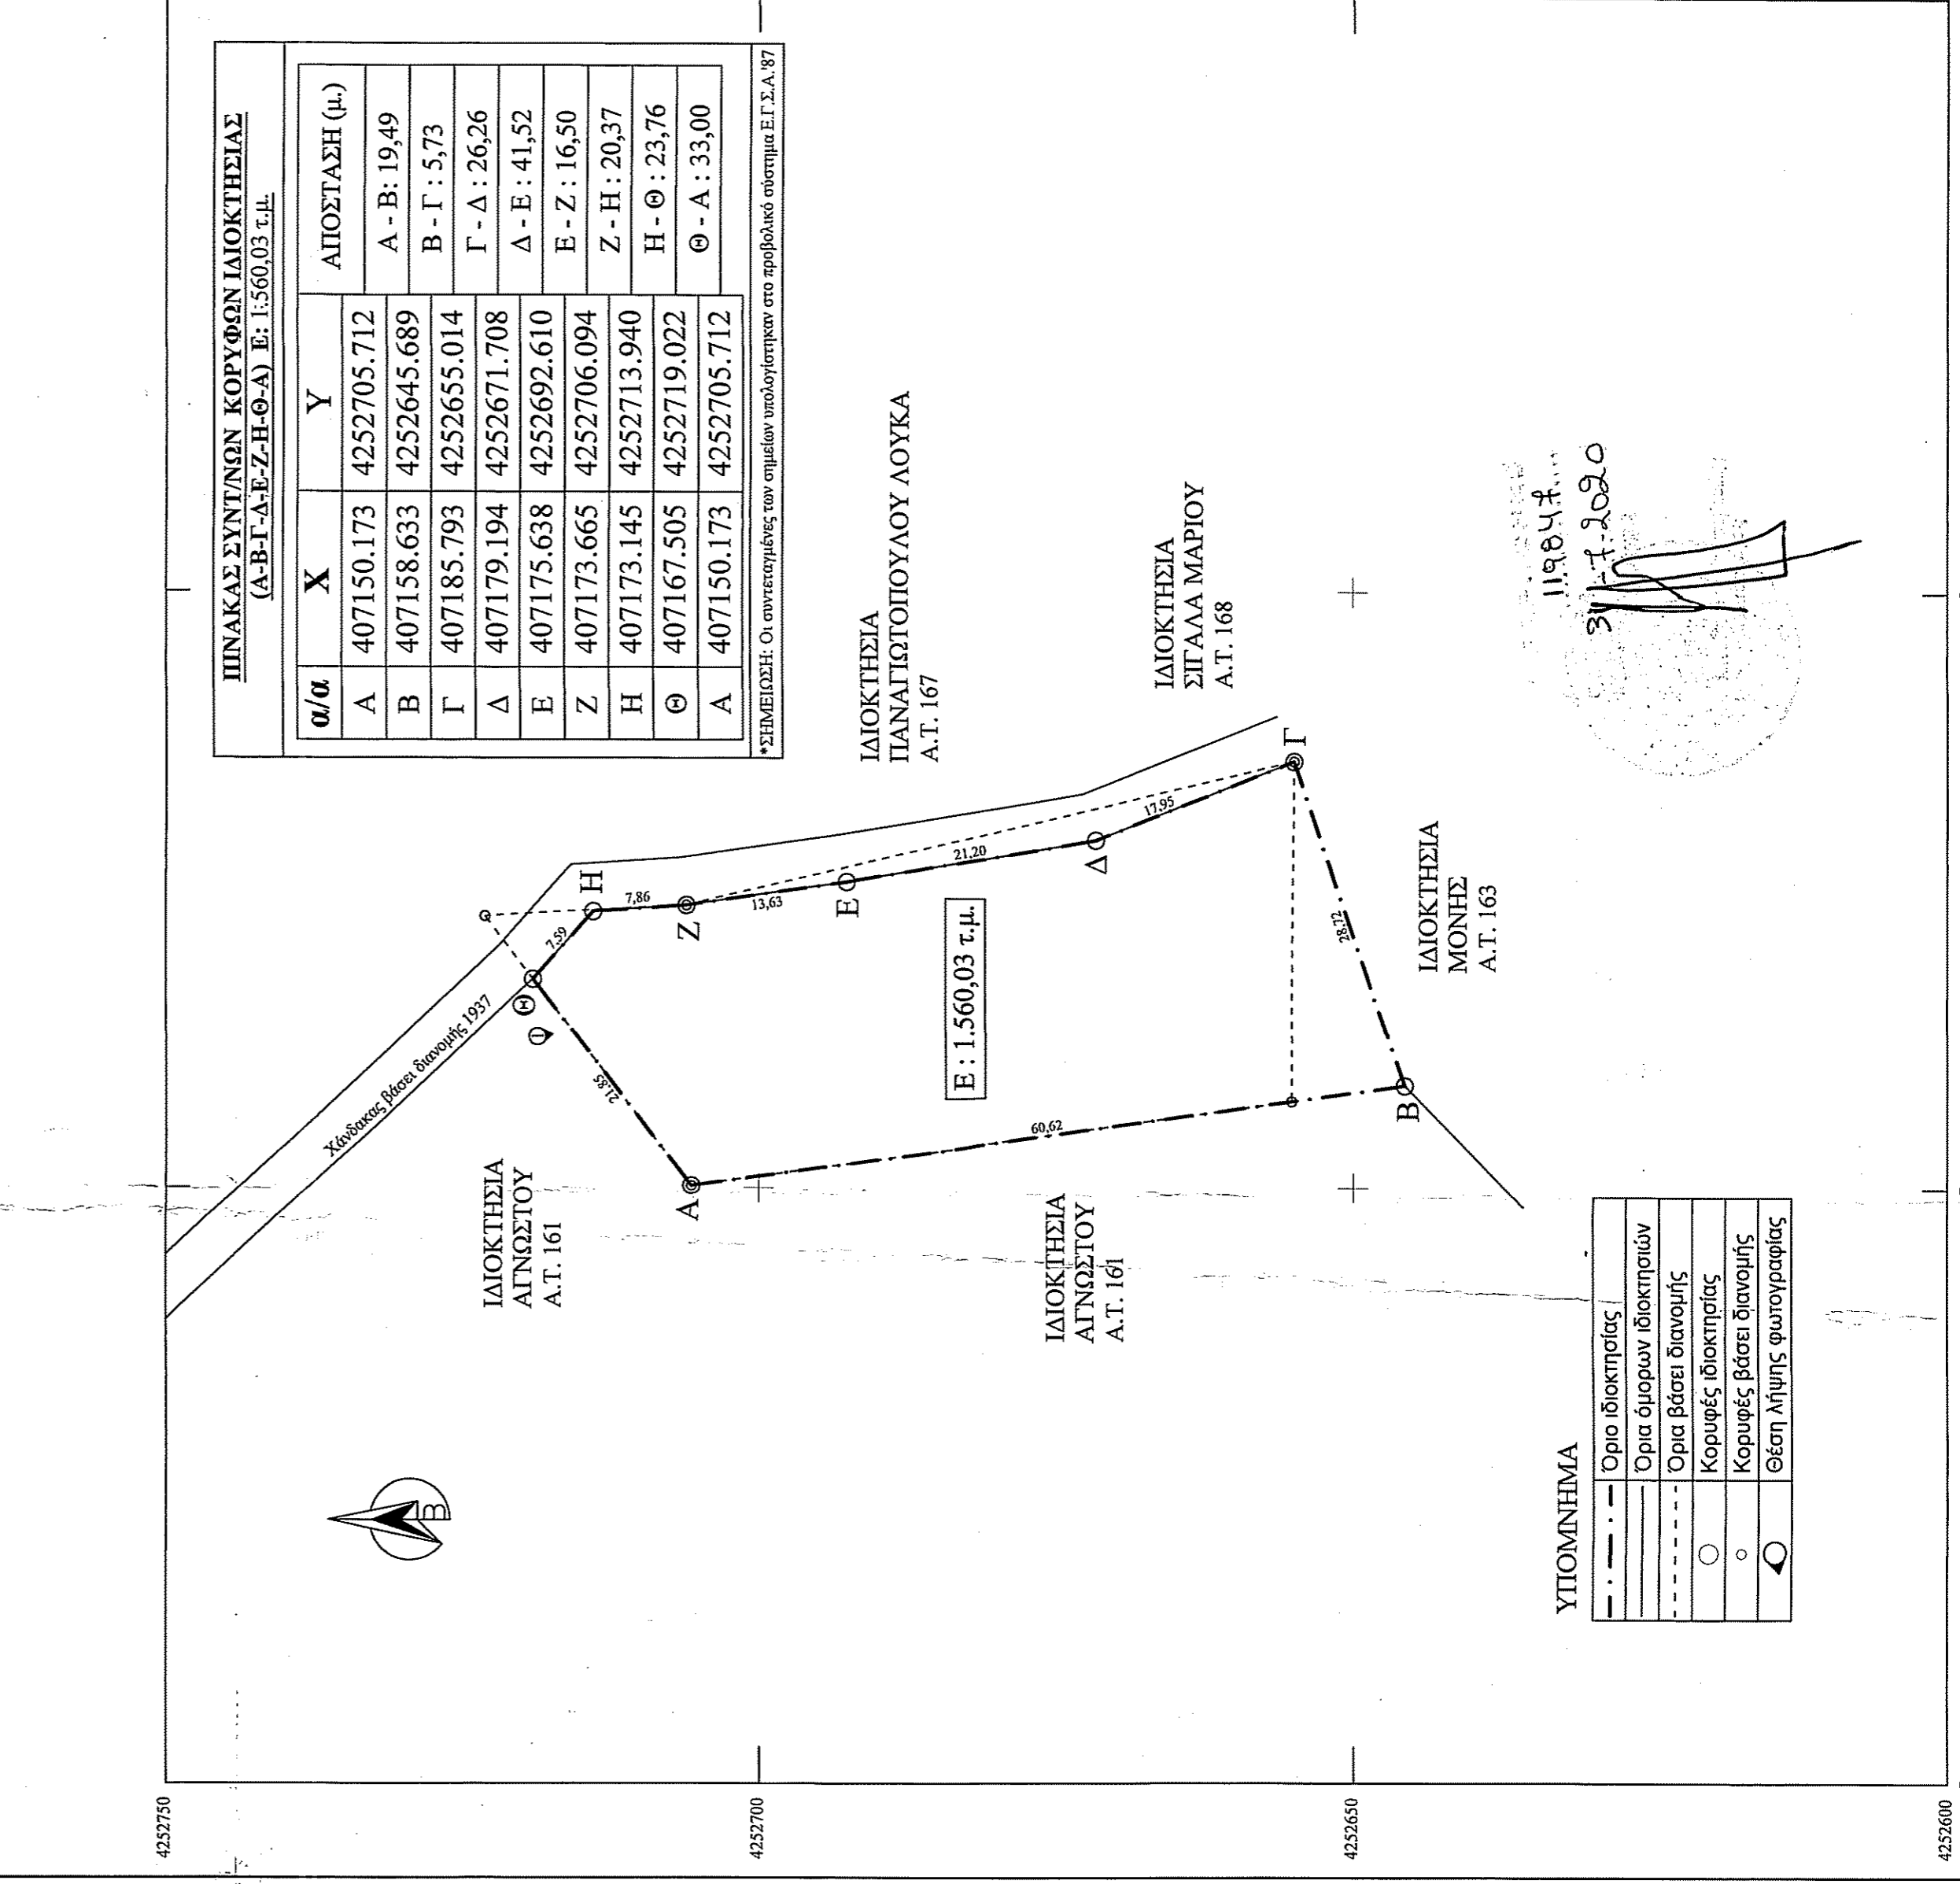 ΠΙΝΑΚΑΣ ΣΥΝΤ/ΝΩΝ ΚΟΡΥΦΩΝ ΙΔΙΟΚΤΗΣΙΑΣ
(Α-Β-Γ-Δ-Ε-Ζ-Η-Θ-Α) Ε: 1:560,03 τ.μ.
α/α Χ Υ ΑΠΟΣΤΑΣΗ (μ.)
Α 407150.173 4252705.712
Α - Β: 19,49
Β 407158.633 4252645.689
Β - Γ : 5,73
Γ 407185.793 4252655.014
Γ - Δ : 26,26
Δ 407179.194 4252671.708
Δ - Ε : 41,52
Ε 407175.638 4252692.610
Ε - Ζ : 16,50
Ζ 407173.665 4252706.094
Ζ - Η : 20,37
Η 407173.145 4252713.940
Η - Θ : 23,76
Θ 407167.505 4252719.022
Θ - Α : 33,00
Α 407150.173 4252705.712
*ΣΗΜΕΙΩΣΗ: Οι συντεταγμένες των σημείων υπολογίστηκαν στο προβολικό σύστημα Ε.Γ.Σ.Α.'87
Χάνδακας βάσει διανομής 1937
ΙΔΙΟΚΤΗΣΙΑ
ΑΓΝΩΣΤΟΥ
Α.Τ. 161
ΙΔΙΟΚΤΗΣΙΑ
ΠΑΝΑΓΙΩΤΟΠΟΥΛΟΥ ΛΟΥΚΑ
Α.Τ. 167
Θ
1
7,59
Η
7,86
21,85
Α
Ζ
13,63
Ε
21,20
Ε : 1.560,03 τ.μ.
60,62
Δ
17,95
Γ
28,72
Β
ΙΔΙΟΚΤΗΣΙΑ
ΑΓΝΩΣΤΟΥ
Α.Τ. 161
ΙΔΙΟΚΤΗΣΙΑ
ΣΙΓΑΛΑ ΜΑΡΙΟΥ
Α.Τ. 168
ΙΔΙΟΚΤΗΣΙΑ
ΜΟΝΗΣ
Α.Τ. 163
119847
31-7-2020
ΥΠΟΜΝΗΜΑ
Όριο ιδιοκτησίας
Όρια όμορων ιδιοκτησιών
Όρια βάσει διανομής
Κορυφές ιδιοκτησίας
Κορυφές βάσει διανομής
Θέση λήψης φωτογραφίας
4252750
4252700
4252650
4252600